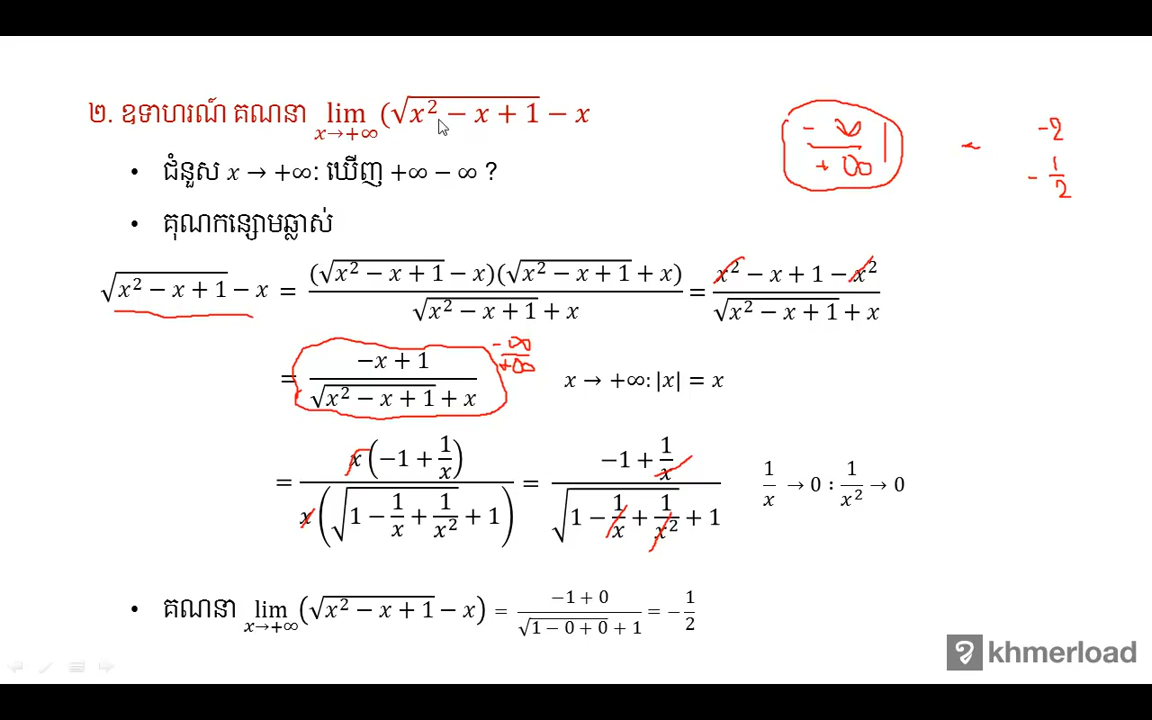 ២. ឧទាហរណ៍ គណនា lim x→+∞ (√(x² − x + 1) − x
− ∞ / + ∞ | = -2
- 1/2
• ជំនួស x → +∞: ឃើញ +∞ − ∞ ?
• គុណកន្សោមឆ្លាស់
√(x² − x + 1) − x = (√(x² − x + 1) − x)(√(x² − x + 1) + x) / (√(x² − x + 1) + x) = (x² − x + 1 − x²) / (√(x² − x + 1) + x)
= (−x + 1) / (√(x² − x + 1) + x) -∞ / +∞ x → +∞: |x| = x
= x(−1 + 1/x) / x(√(1 − 1/x + 1/x²) + 1) = (−1 + 1/x) / (√(1 − 1/x + 1/x²) + 1) 1/x → 0 : 1/x² → 0
• គណនា lim x→+∞ (√(x² − x + 1) − x) = (−1 + 0) / (√(1 − 0 + 0) + 1) = − 1/2
khmerload